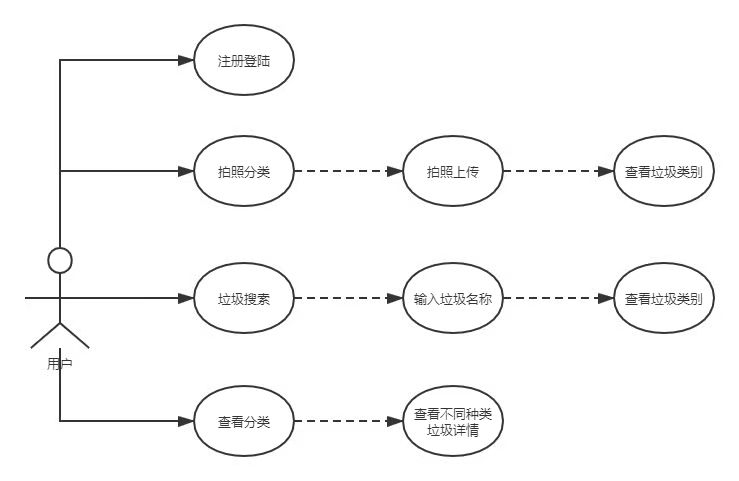 注册登陆
拍照分类
拍照上传
查看垃圾类别
垃圾搜索
输入垃圾名称
查看垃圾类别
用户
查看分类
查看不同种类
垃圾详情